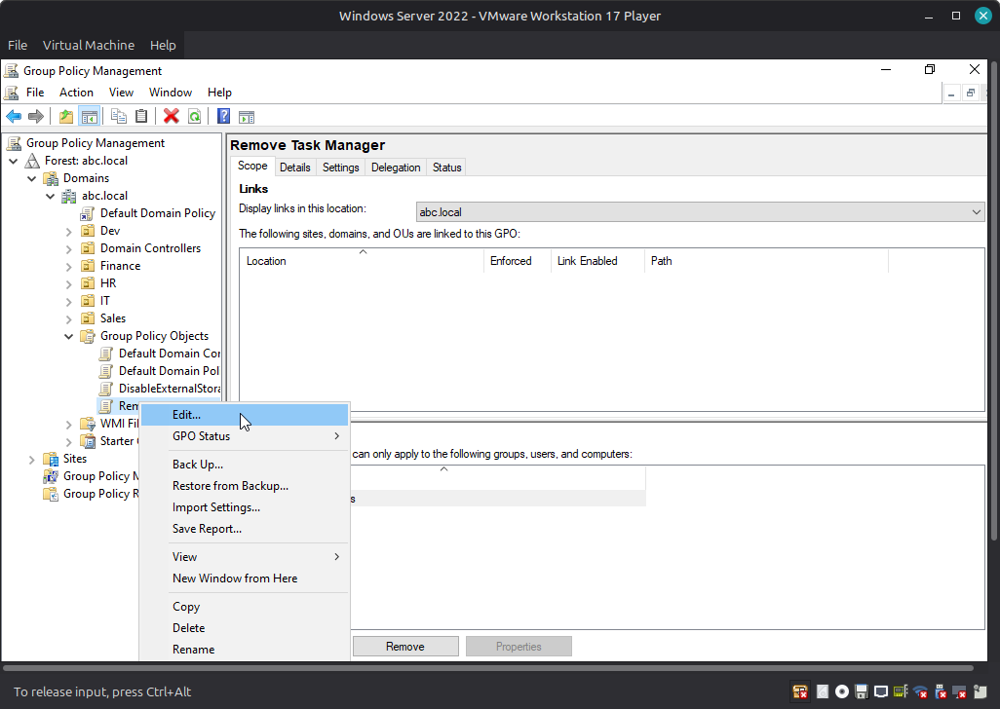 Windows Server 2022 - VMware Workstation 17 Player
File Virtual Machine Help
Group Policy Management
File Action View Window Help
Group Policy Management
Forest: abc.local
Domains
abc.local
Default Domain Policy
Dev
Domain Controllers
Finance
HR
IT
Sales
Group Policy Objects
Default Domain Cor
Default Domain Pol
DisableExternalStora
Rem
WMI Fil
Starter
Sites
Group Policy M
Group Policy R
Remove Task Manager
Scope Details Settings Delegation Status
Links
Display links in this location: abc.local
The following sites, domains, and OUs are linked to this GPO:
Location Enforced Link Enabled Path
can only apply to the following groups, users, and computers:
s
Remove Properties
Edit...
GPO Status
Back Up...
Restore from Backup...
Import Settings...
Save Report...
View
New Window from Here
Copy
Delete
Rename
To release input, press Ctrl+Alt